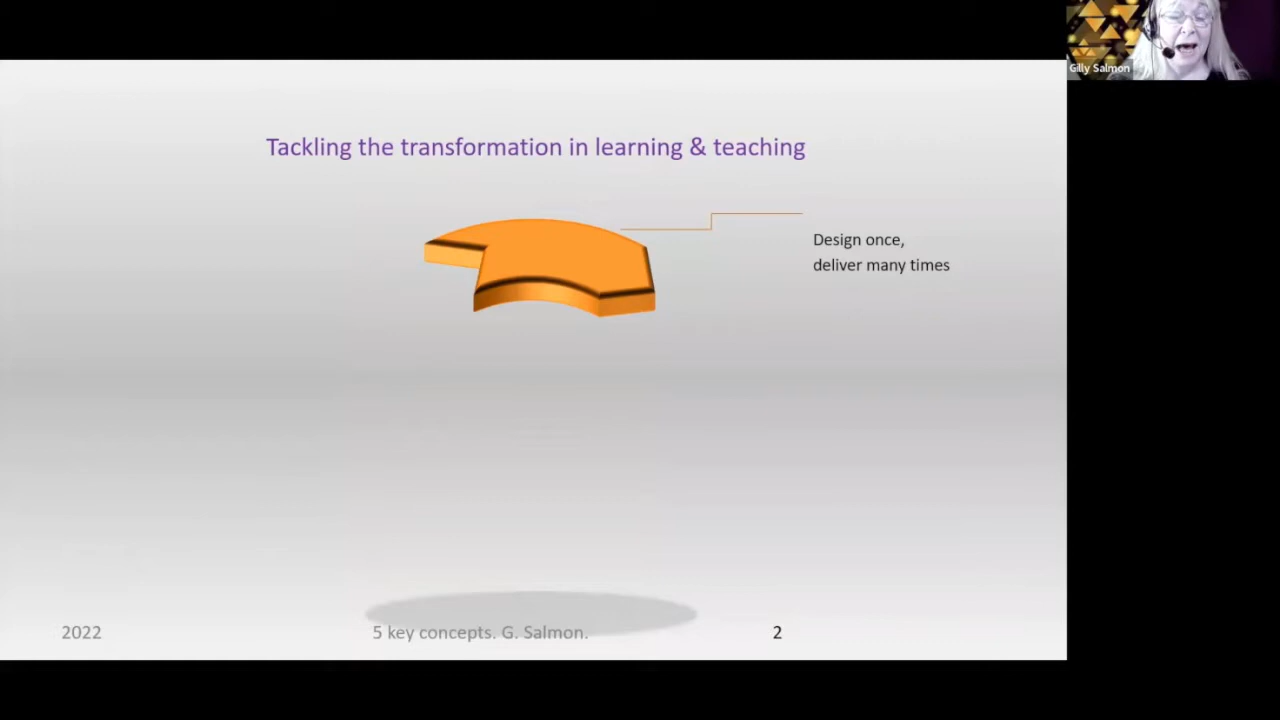 Gilly Salmon
Tackling the transformation in learning & teaching
Design once,
deliver many times
2022
5 key concepts. G. Salmon.
2